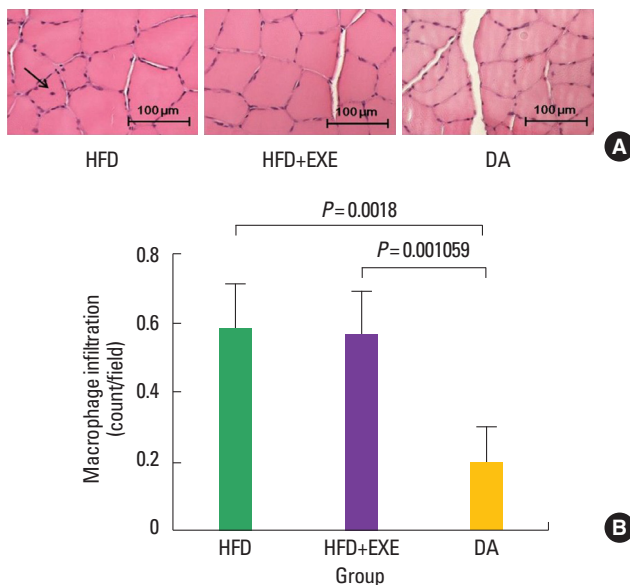 100 µm
100 µm
100 µm
HFD
HFD+EXE
DA
A
P=0.0018
P=0.001059
Macrophage infiltration
(count/field)
0.8
0.6
0.4
0.2
0
HFD
HFD+EXE
DA
Group
B